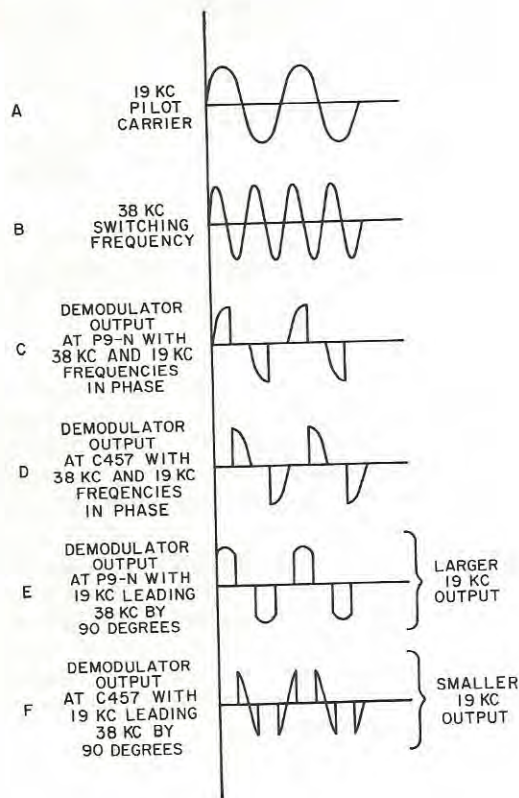 A
19 KC
PILOT
CARRIER
B
38 KC
SWITCHING
FREQUENCY
C
DEMODULATOR
OUTPUT
AT P9-N WITH
38 KC AND 19 KC
FREQUENCIES
IN PHASE
D
DEMODULATOR
OUTPUT
AT C457 WITH
38 KC AND 19 KC
FREQENCIES
IN PHASE
E
DEMODULATOR
OUTPUT
AT P9-N WITH
19 KC LEADING
38 KC BY
90 DEGREES
LARGER
19 KC
OUTPUT
F
DEMODULATOR
OUTPUT
AT C457 WITH
19 KC LEADING
38 KC BY
90 DEGREES
SMALLER
19 KC
OUTPUT